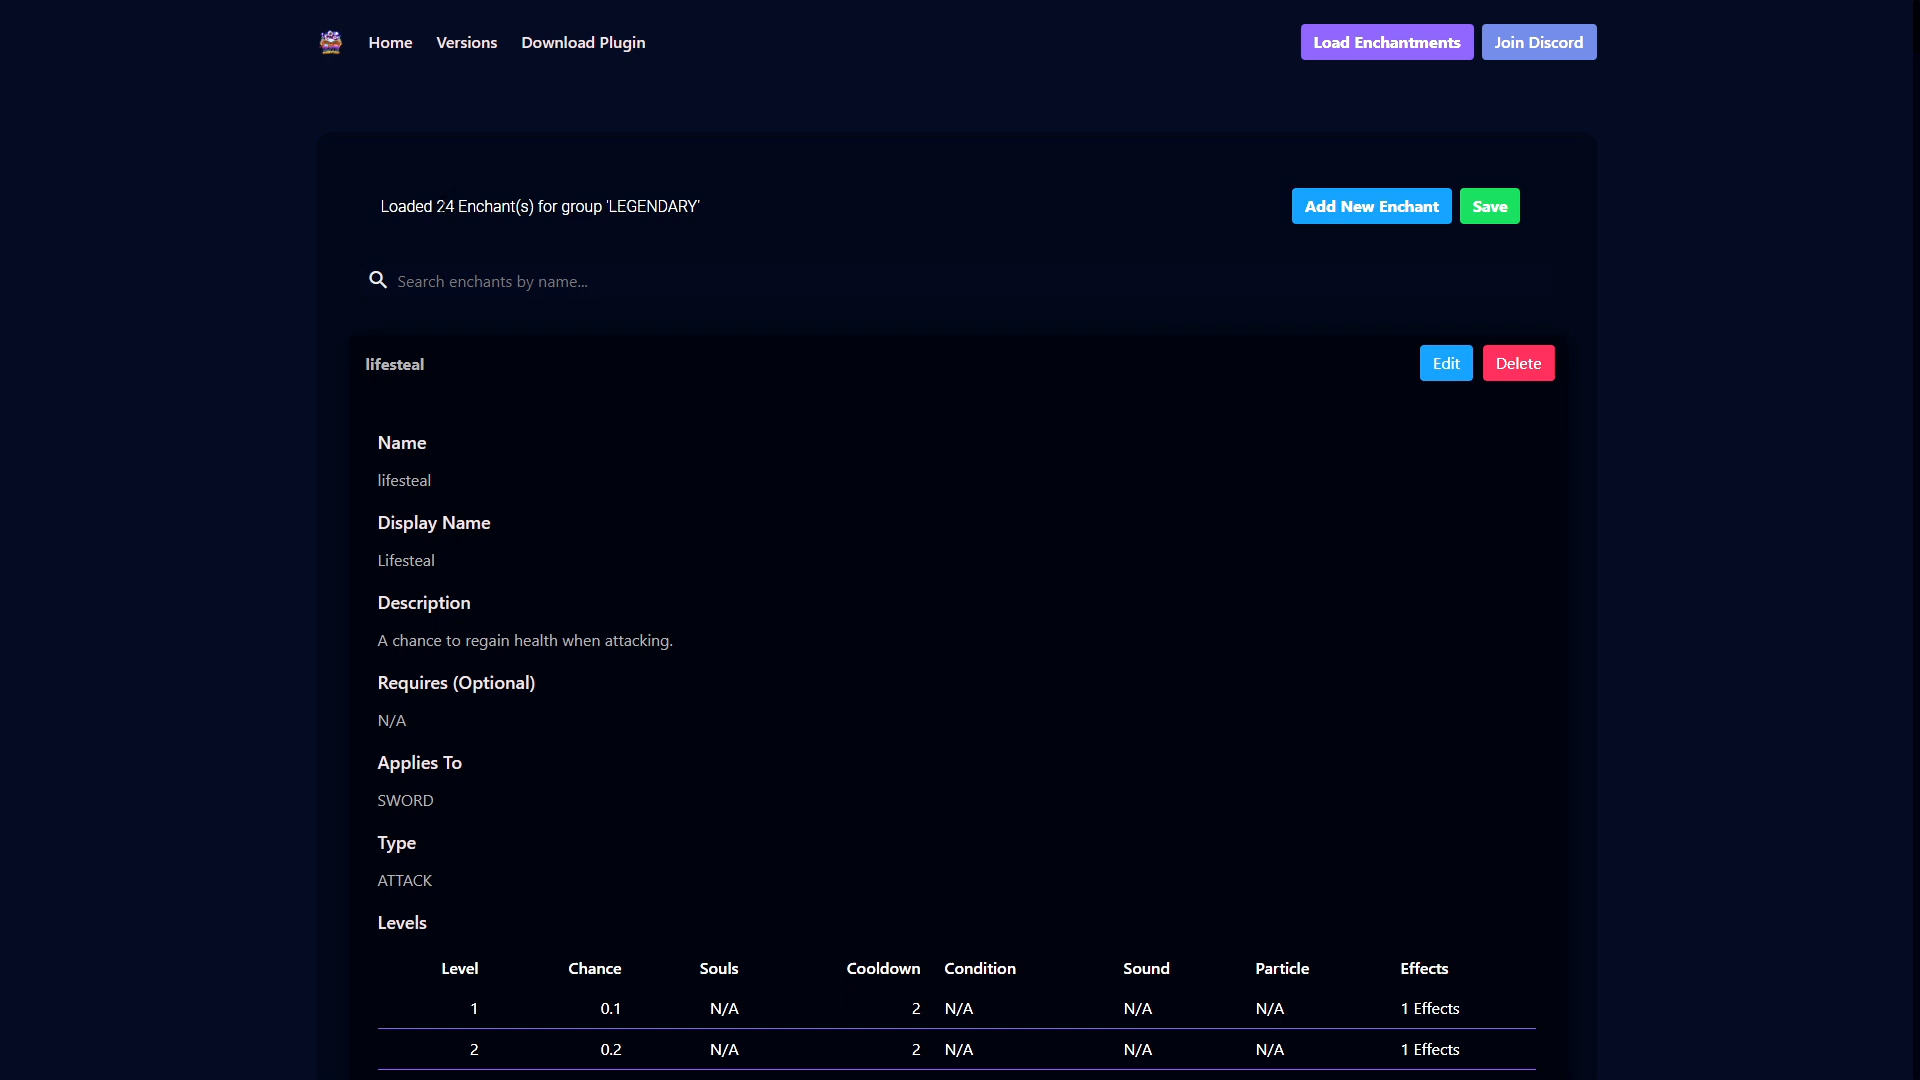 Home Versions Download Plugin Load Enchantments Join Discord
Loaded 24 Enchant(s) for group 'LEGENDARY' Add New Enchant Save
Search enchants by name...
lifesteal Edit Delete
Name
lifesteal
Display Name
Lifesteal
Description
A chance to regain health when attacking.
Requires (Optional)
N/A
Applies To
SWORD
Type
ATTACK
Levels
Level Chance Souls Cooldown Condition Sound Particle Effects
1 0.1 N/A 2 N/A N/A N/A 1 Effects
2 0.2 N/A 2 N/A N/A N/A 1 Effects